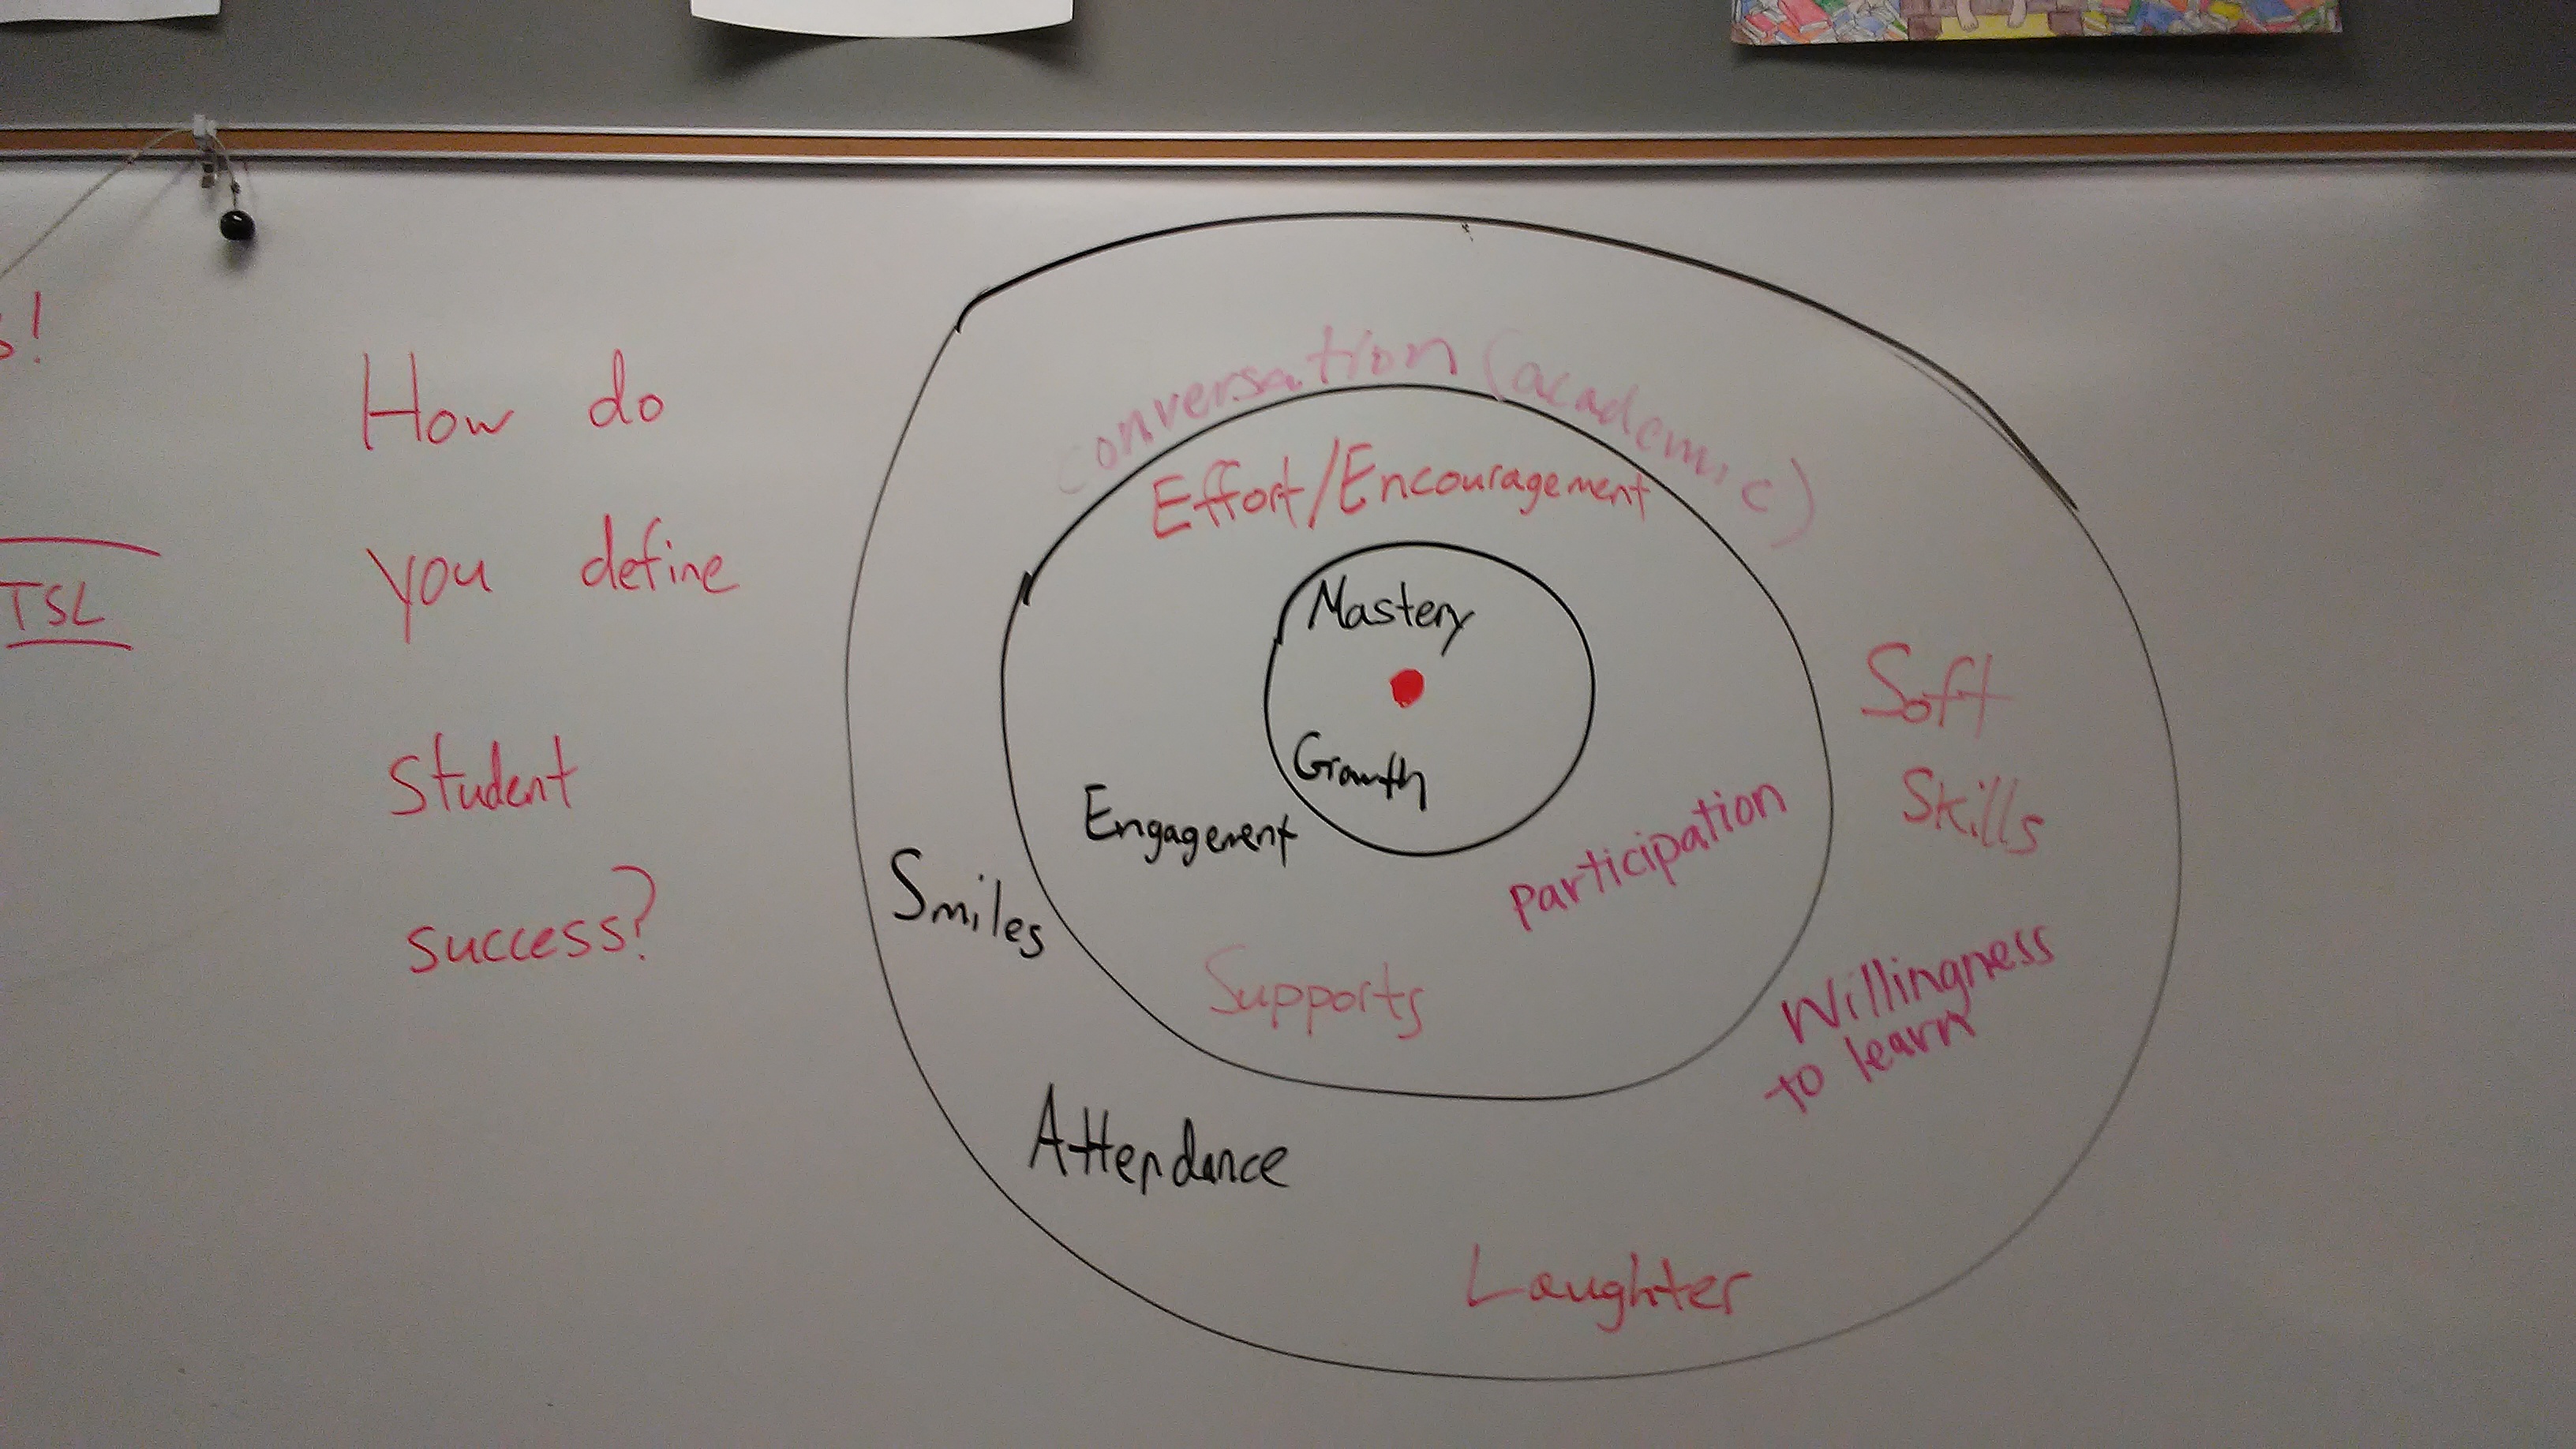 s!
TSL
How do
you define
student
success?
conversation (academic)
Effort/Encouragement
Mastery
Growth
Engagement
participation
Supports
Smiles
Soft
Skills
Willingness
to learn
Attendance
Laughter